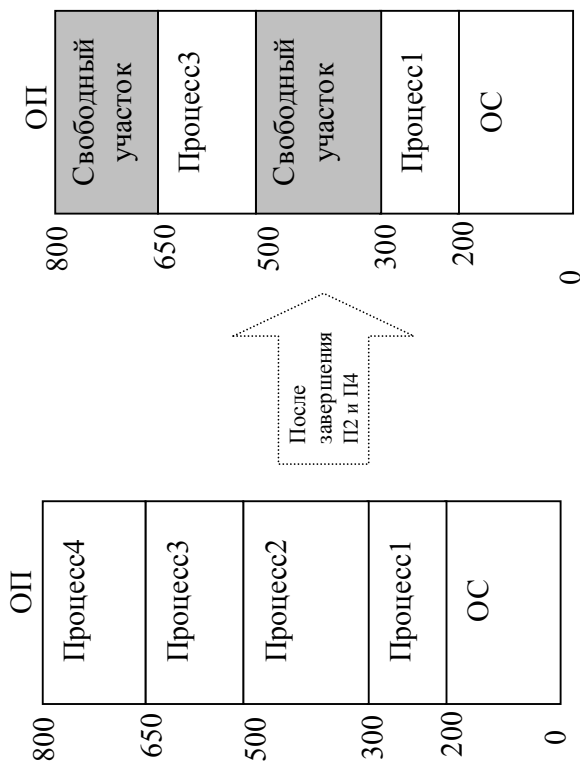 ОП
800
Процесс4
650
Процесс3
500
Процесс2
300
Процесс1
200
ОС
0
После
завершения
П2 и П4
ОП
800
Свободный
участок
650
Процесс3
500
Свободный
участок
300
Процесс1
200
ОС
0